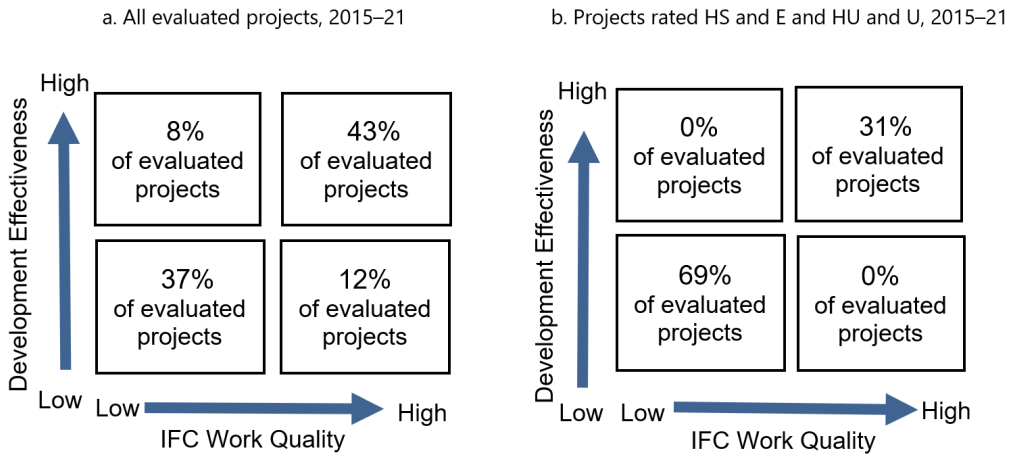 a. All evaluated projects, 2015–21
High
Development Effectiveness
8%
of evaluated
projects
43%
of evaluated
projects
37%
of evaluated
projects
12%
of evaluated
projects
Low
Low
High
IFC Work Quality
b. Projects rated HS and E and HU and U, 2015–21
High
Development Effectiveness
0%
of evaluated
projects
31%
of evaluated
projects
69%
of evaluated
projects
0%
of evaluated
projects
Low
Low
High
IFC Work Quality